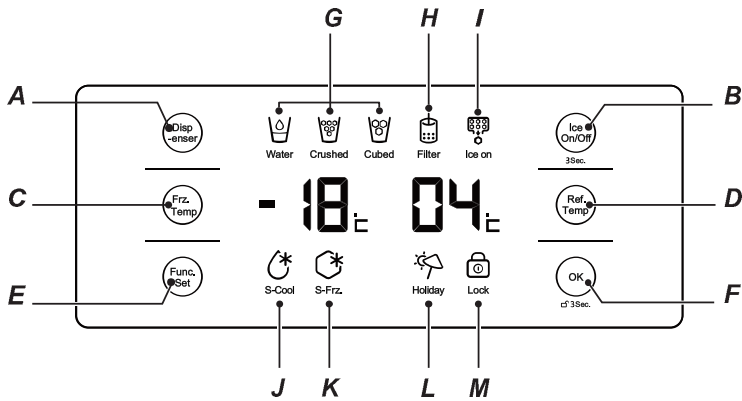 G H I
A B
Disp
-enser
Ice
On/Off
3Sec.
Water Crushed Cubed Filter Ice on
C D
Frz.
Temp
-18°C 04°C
Ref.
Temp
E F
Func.
Set
OK
3Sec.
S-Cool S-Frz. Holiday Lock
J K L M